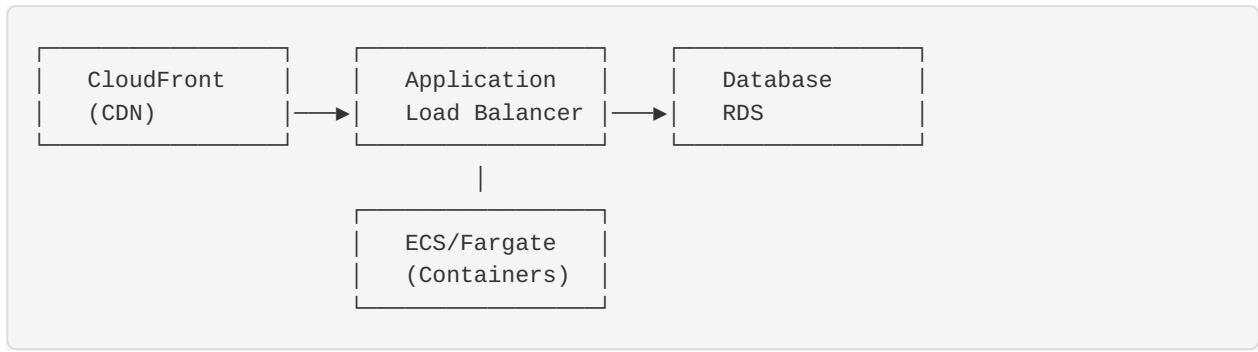 CloudFront Application Database
(CDN) Load Balancer RDS
ECS/Fargate
(Containers)